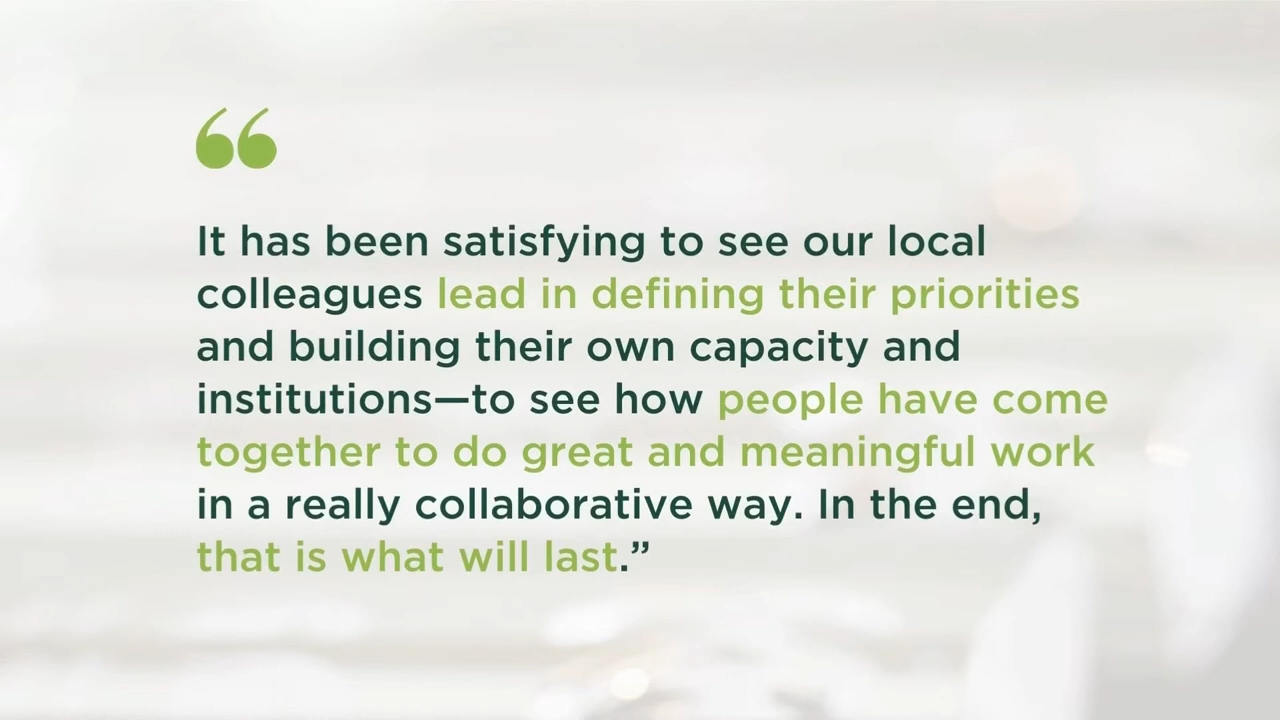 “
It has been satisfying to see our local
colleagues lead in defining their priorities
and building their own capacity and
institutions—to see how people have come
together to do great and meaningful work
in a really collaborative way. In the end,
that is what will last.”